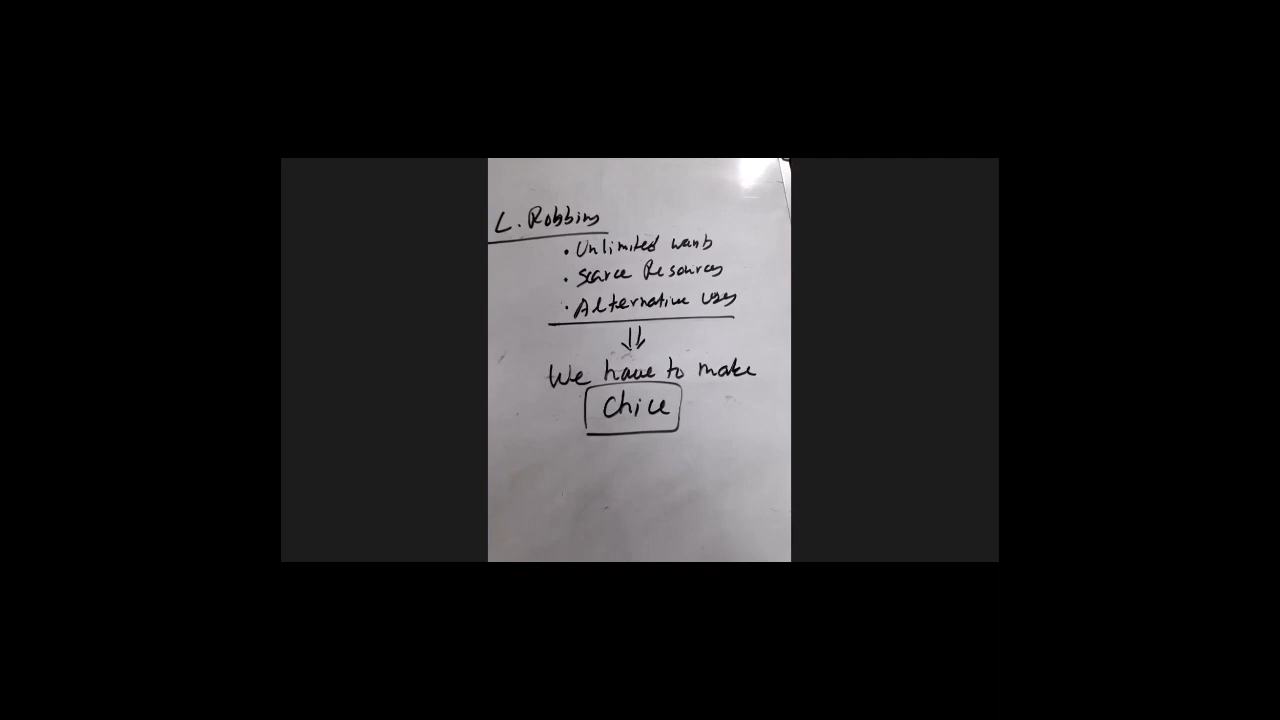 L. Robbins
• Unlimited wants
• Scarce Resources
• Alternative uses
⇓
We have to make
Chice